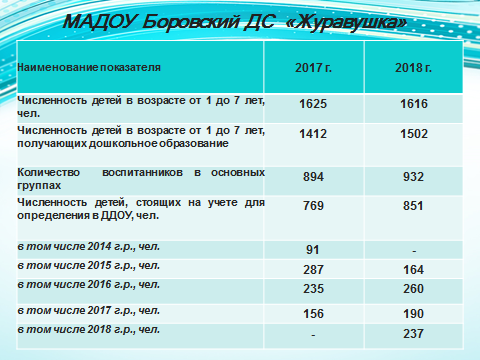 МАДОУ Боровский ДС «Журавушка»
Наименование показателя 2017 г. 2018 г.
Численность детей в возрасте от 1 до 7 лет,
чел. 1625 1616
Численность детей в возрасте от 1 до 7 лет,
получающих дошкольное образование 1412 1502
Количество воспитанников в основных
группах 894 932
Численность детей, стоящих на учете для
определения в ДДОУ, чел. 769 851
в том числе 2014 г.р., чел. 91 -
в том числе 2015 г.р., чел. 287 164
в том числе 2016 г.р., чел. 235 260
в том числе 2017 г.р., чел. 156 190
в том числе 2018 г.р., чел. - 237